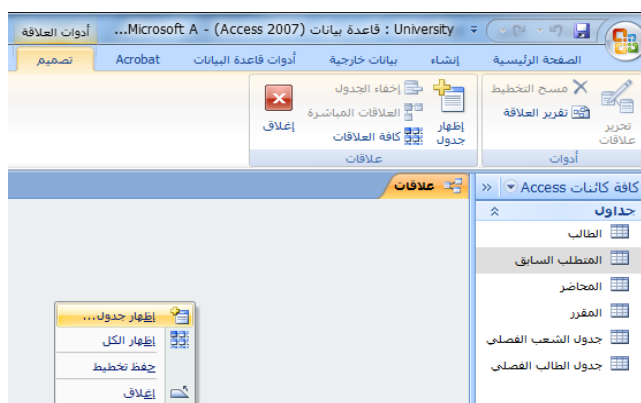 University : قاعدة بيانات (Access 2007) - Microsoft A...
أدوات العلاقة
الصفحة الرئيسية
إنشاء
بيانات خارجية
أدوات قاعدة البيانات
Acrobat
تصميم
تحرير
علاقات
مسح التخطيط
تقرير العلاقة
أدوات
إظهار
جدول
إخفاء الجدول
العلاقات المباشرة
كافة العلاقات
إغلاق
علاقات
كافة كائنات Access
علاقات
جداول
الطالب
المتطلب السابق
المحاضر
المقرر
جدول الشعب الفصلي
جدول الطالب الفصلي
إظهار جدول...
إظهار الكل
حفظ تخطيط
إغلاق